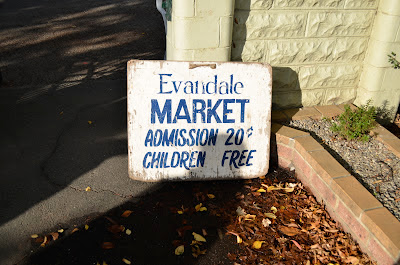 Evandale
MARKET
ADMISSION 20¢
CHILDREN FREE